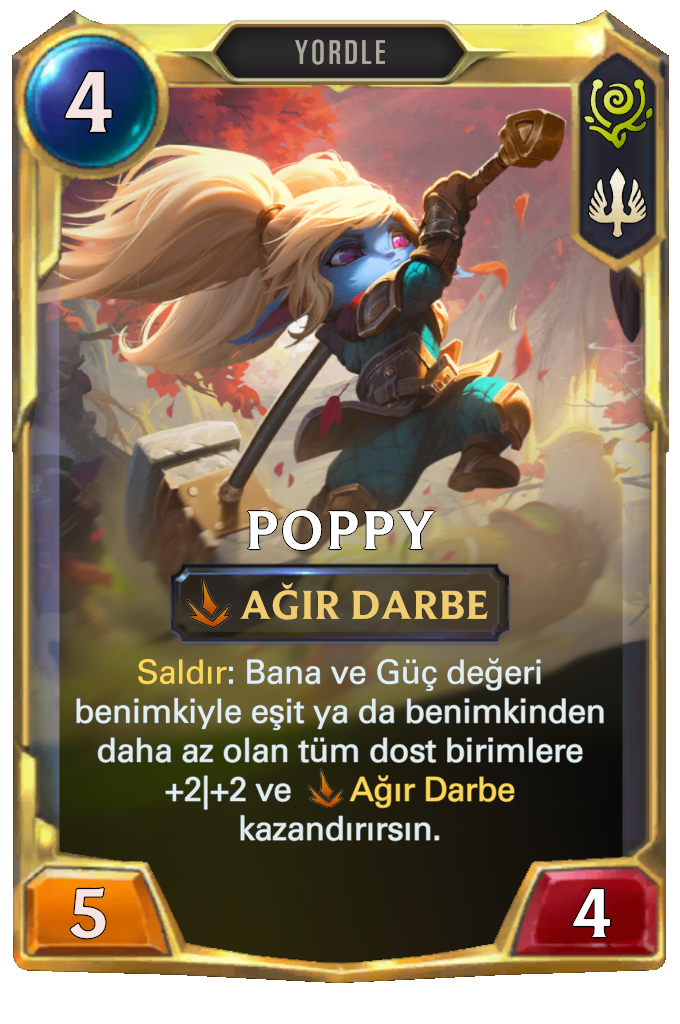 YORDLE
4
POPPY
AĞIR DARBE
Saldır: Bana ve Güç değeri
benimkiyle eşit ya da benimkinden
daha az olan tüm dost birimlere
+2|+2 ve Ağır Darbe
kazandırırsın.
5
4